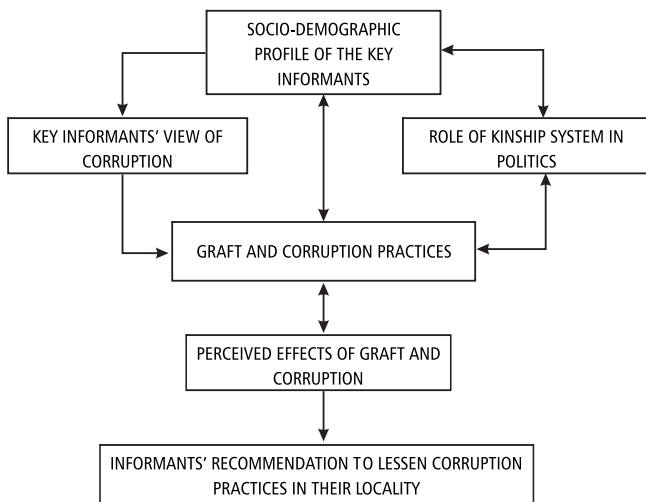 SOCIO-DEMOGRAPHIC
PROFILE OF THE KEY
INFORMANTS
KEY INFORMANTS' VIEW OF
CORRUPTION
ROLE OF KINSHIP SYSTEM IN
POLITICS
GRAFT AND CORRUPTION PRACTICES
PERCEIVED EFFECTS OF GRAFT AND
CORRUPTION
INFORMANTS' RECOMMENDATION TO LESSEN CORRUPTION
PRACTICES IN THEIR LOCALITY